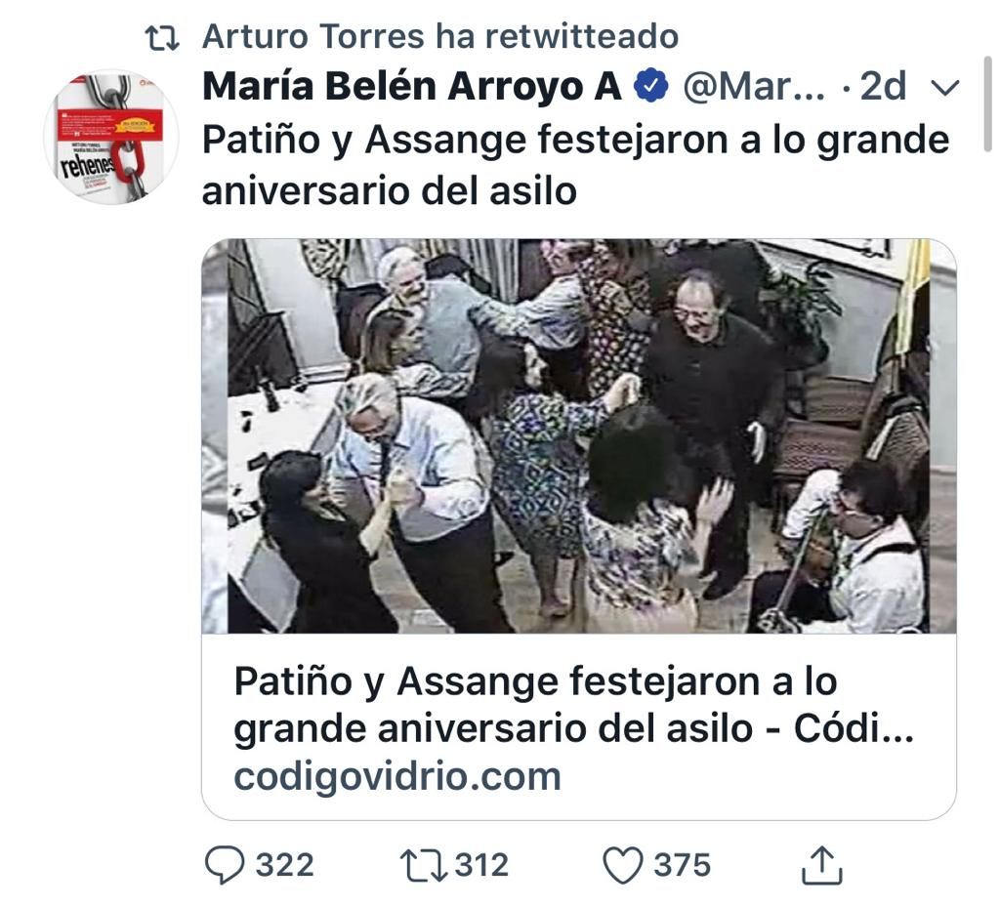 Arturo Torres ha retwitteado
María Belén Arroyo A @Mar... · 2d
Patiño y Assange festejaron a lo grande
aniversario del asilo
rehenes
Patiño y Assange festejaron a lo
grande aniversario del asilo - Códi...
codigovidrio.com
322 312 375